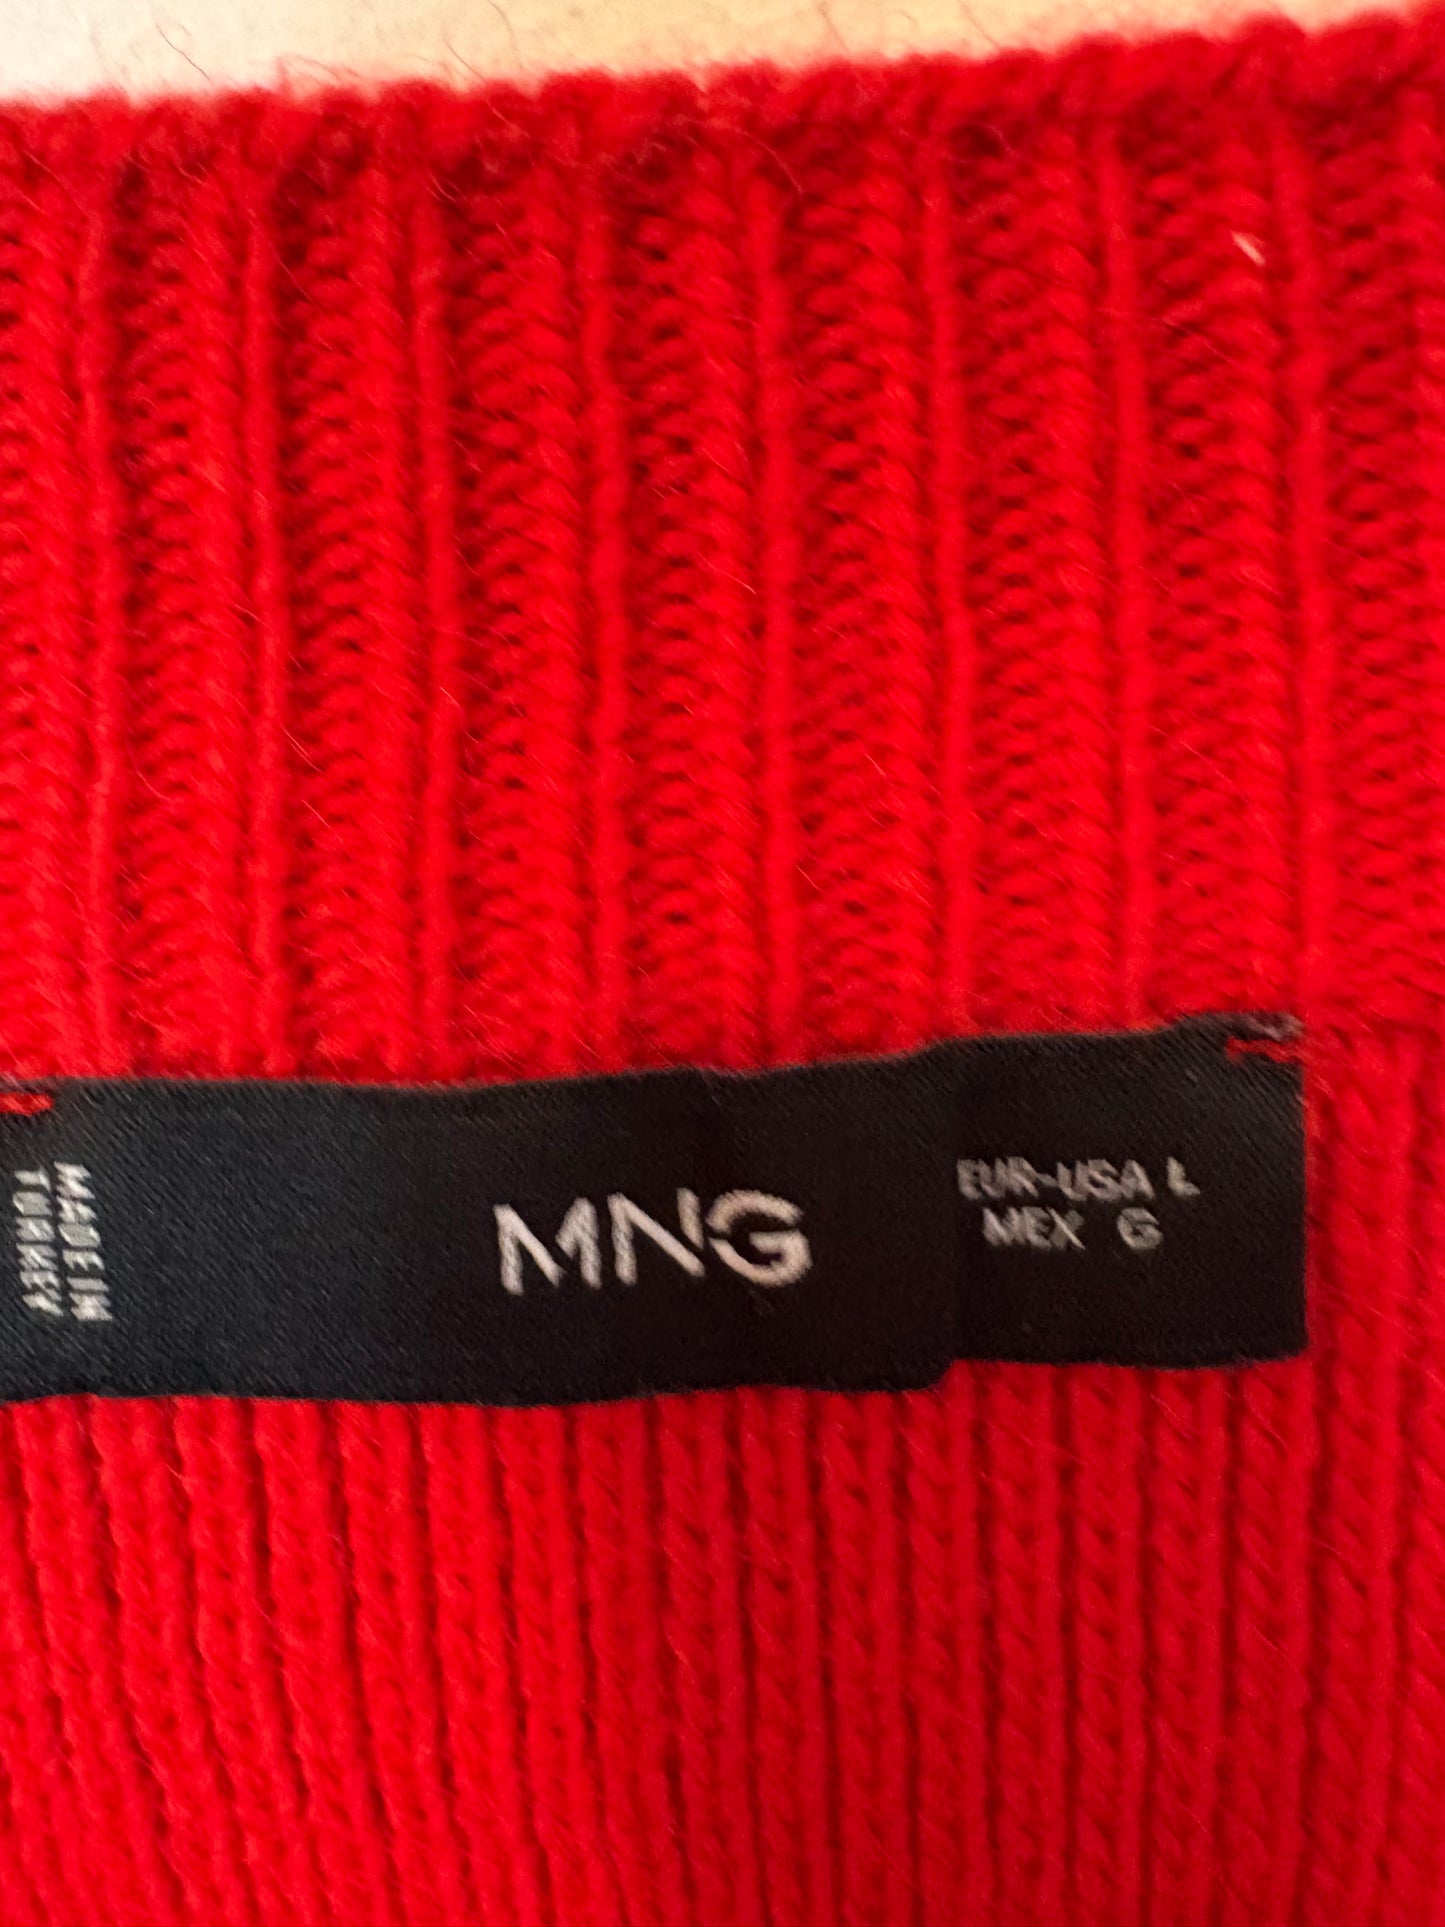 MADE IN
TURKEY
MNG
EUR-USA L
MEX G